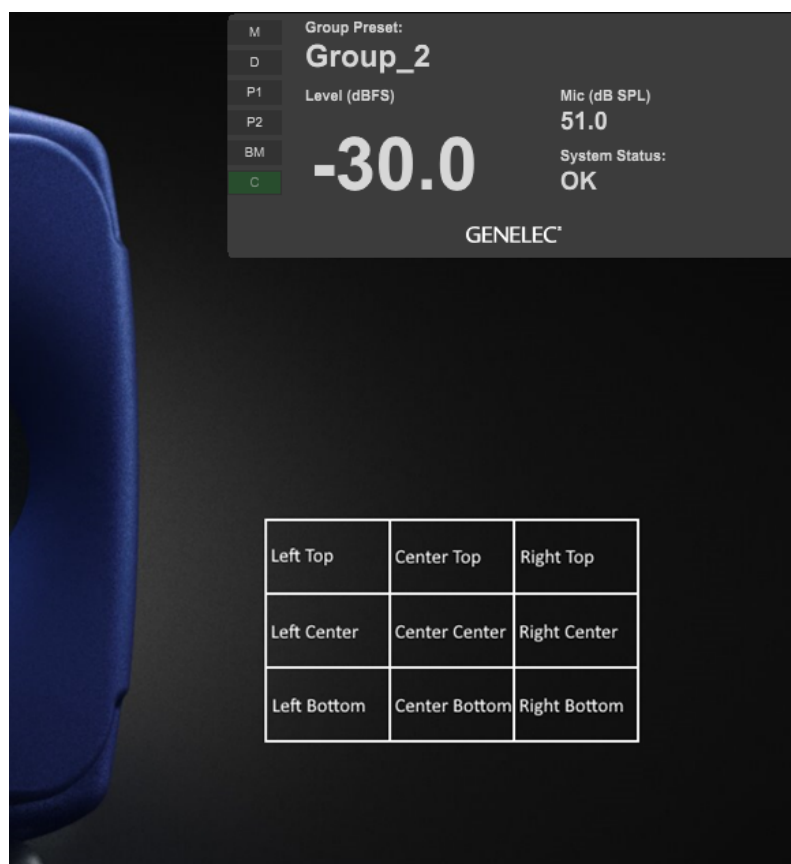 M
D
P1
P2
BM
C
Group Preset:
Group_2
Level (dBFS)
-30.0
Mic (dB SPL)
51.0
System Status:
OK
GENELEC®
Left Top Center Top Right Top
Left Center Center Center Right Center
Left Bottom Center Bottom Right Bottom